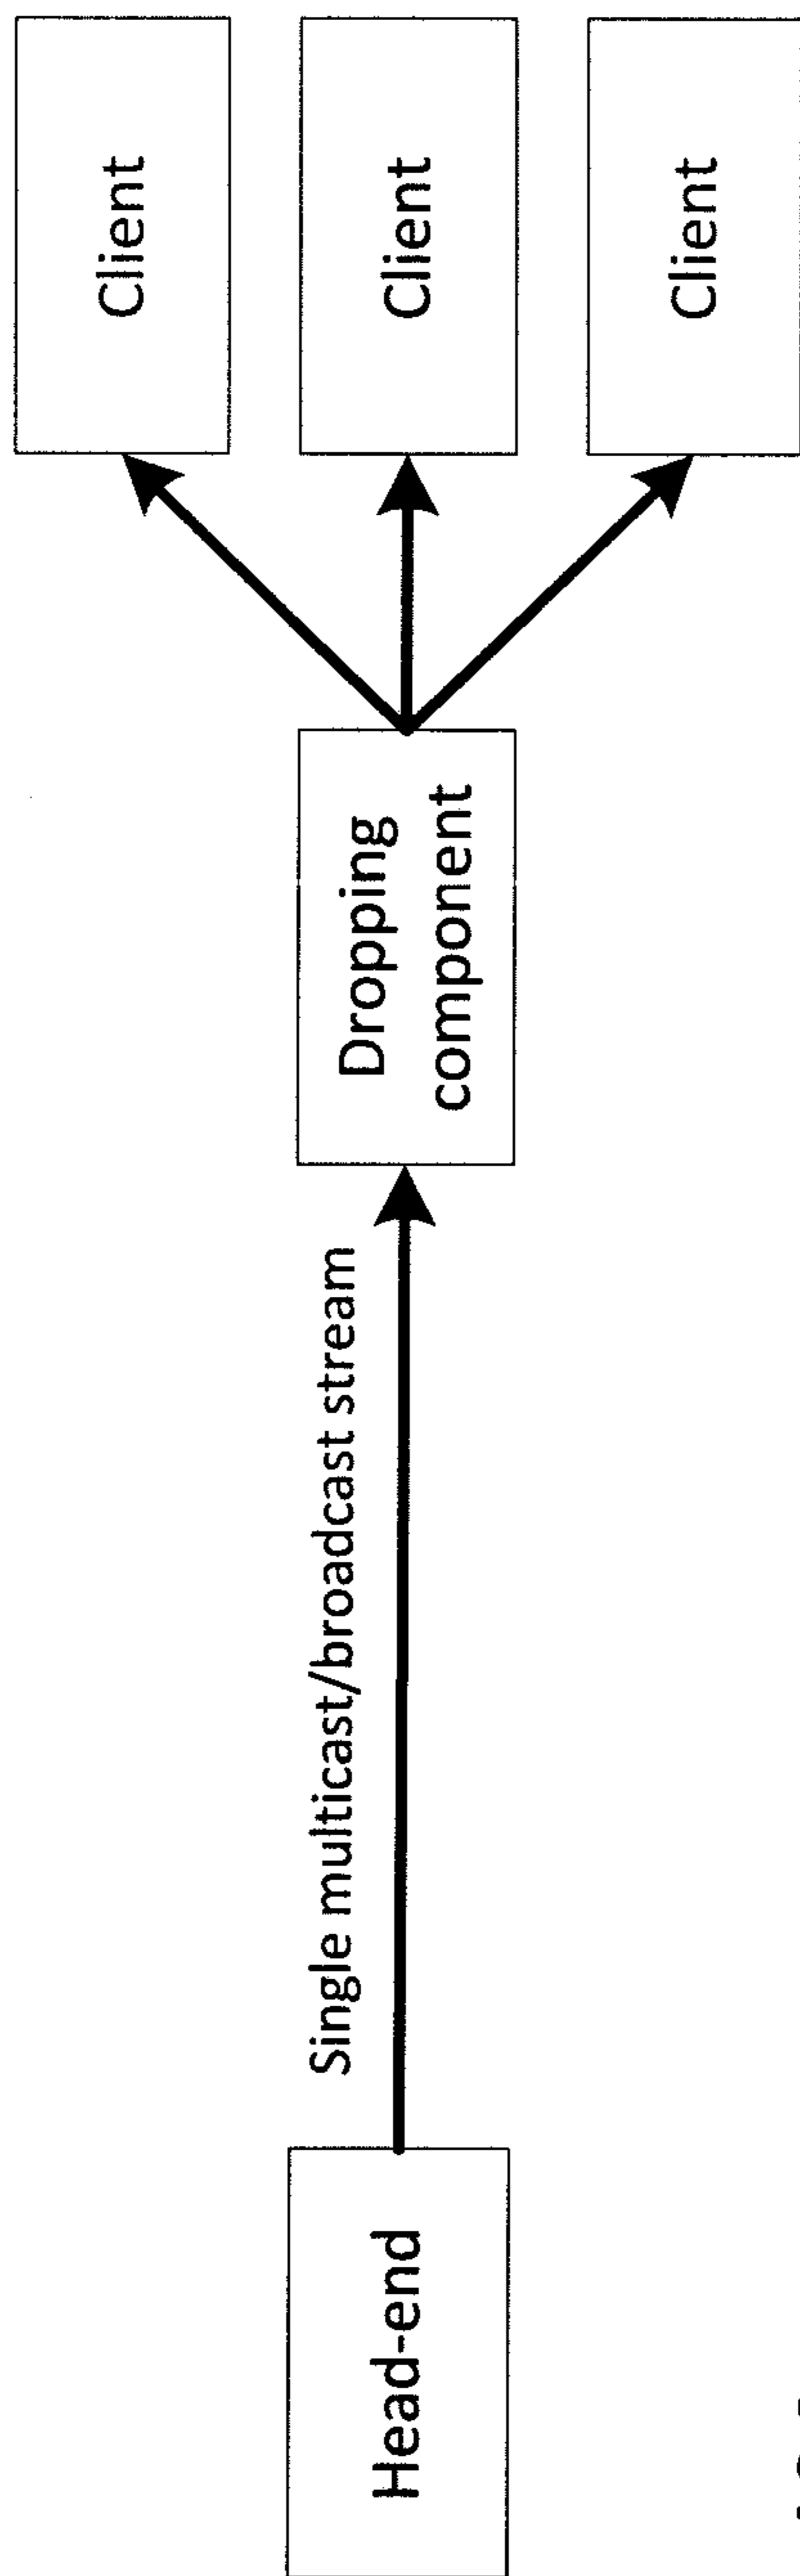 Head-end
Single multicast/broadcast stream
Dropping
component
Client
Client
Client